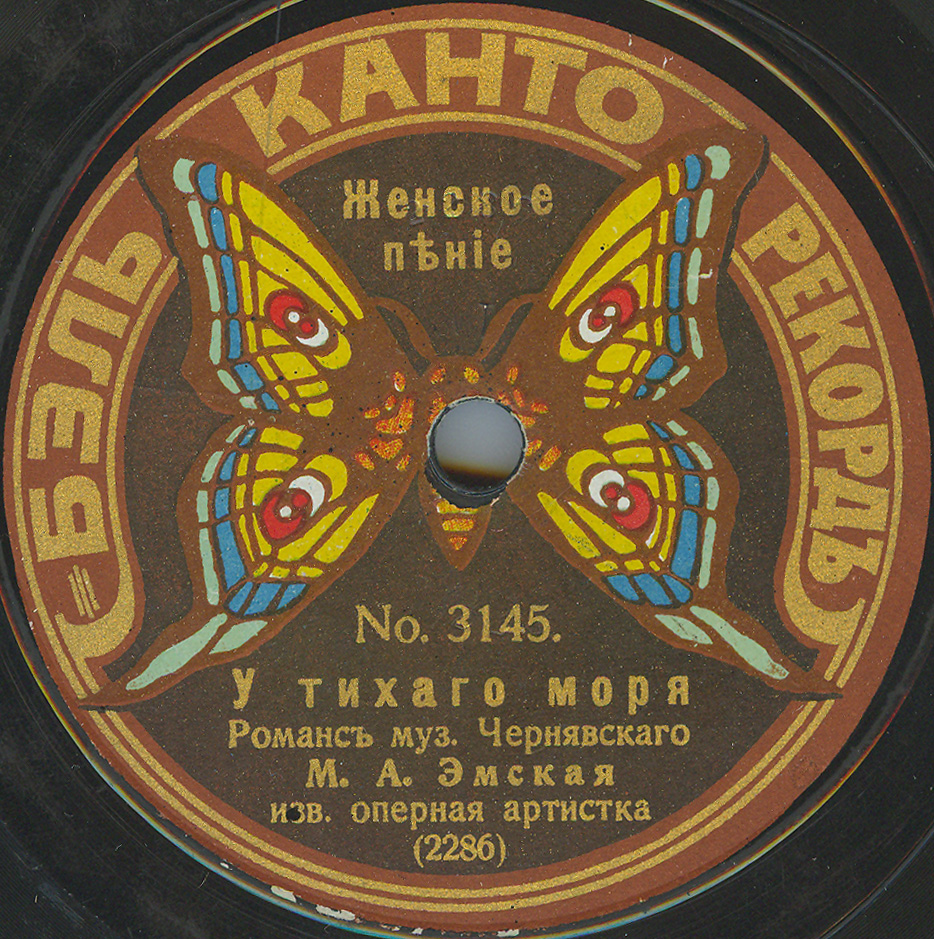 БЭЛЬ КАНТО РЕКОРДЪ
Женское
пѣніе
No. 3145.
У тихаго моря
Романсъ муз. Чернявскаго
М. А. Эмская
изв. оперная артистка
(2286)